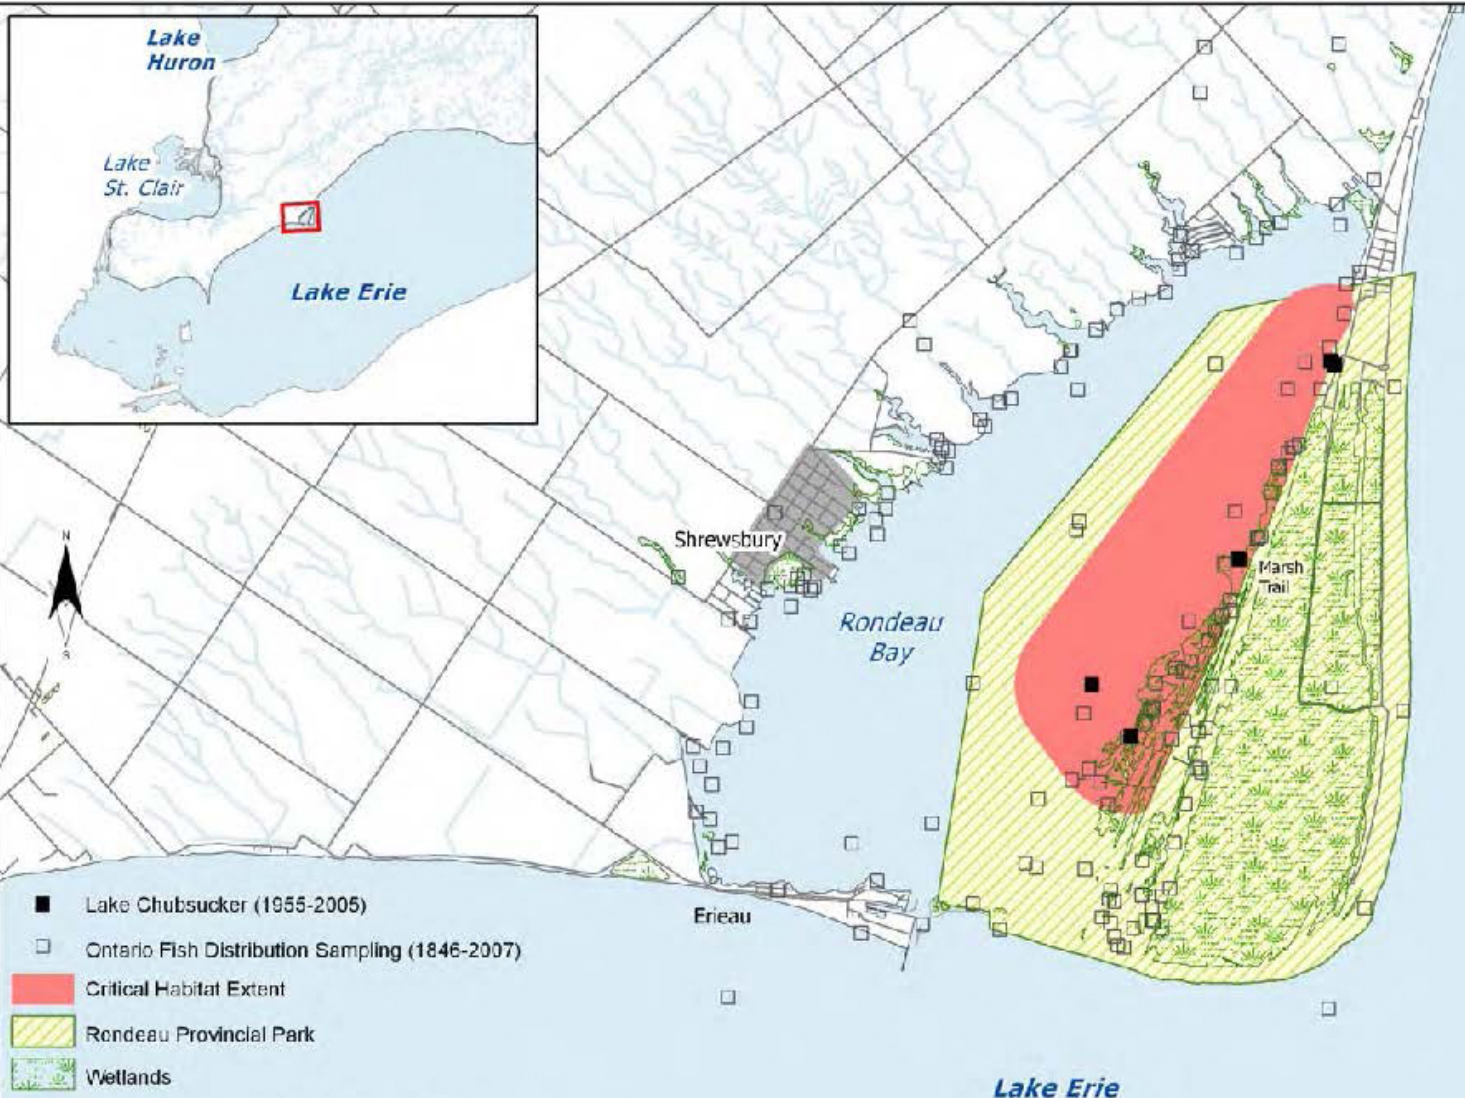 Lake
Huron
Lake
St. Clair
Lake Erie
Shrewsbury
Marsh
Trail
Rondeau
Bay
N
S
Erieau
Lake Chubsucker (1955-2005)
Ontario Fish Distribution Sampling (1846-2007)
Critical Habitat Extent
Rondeau Provincial Park
Wetlands
Lake Erie